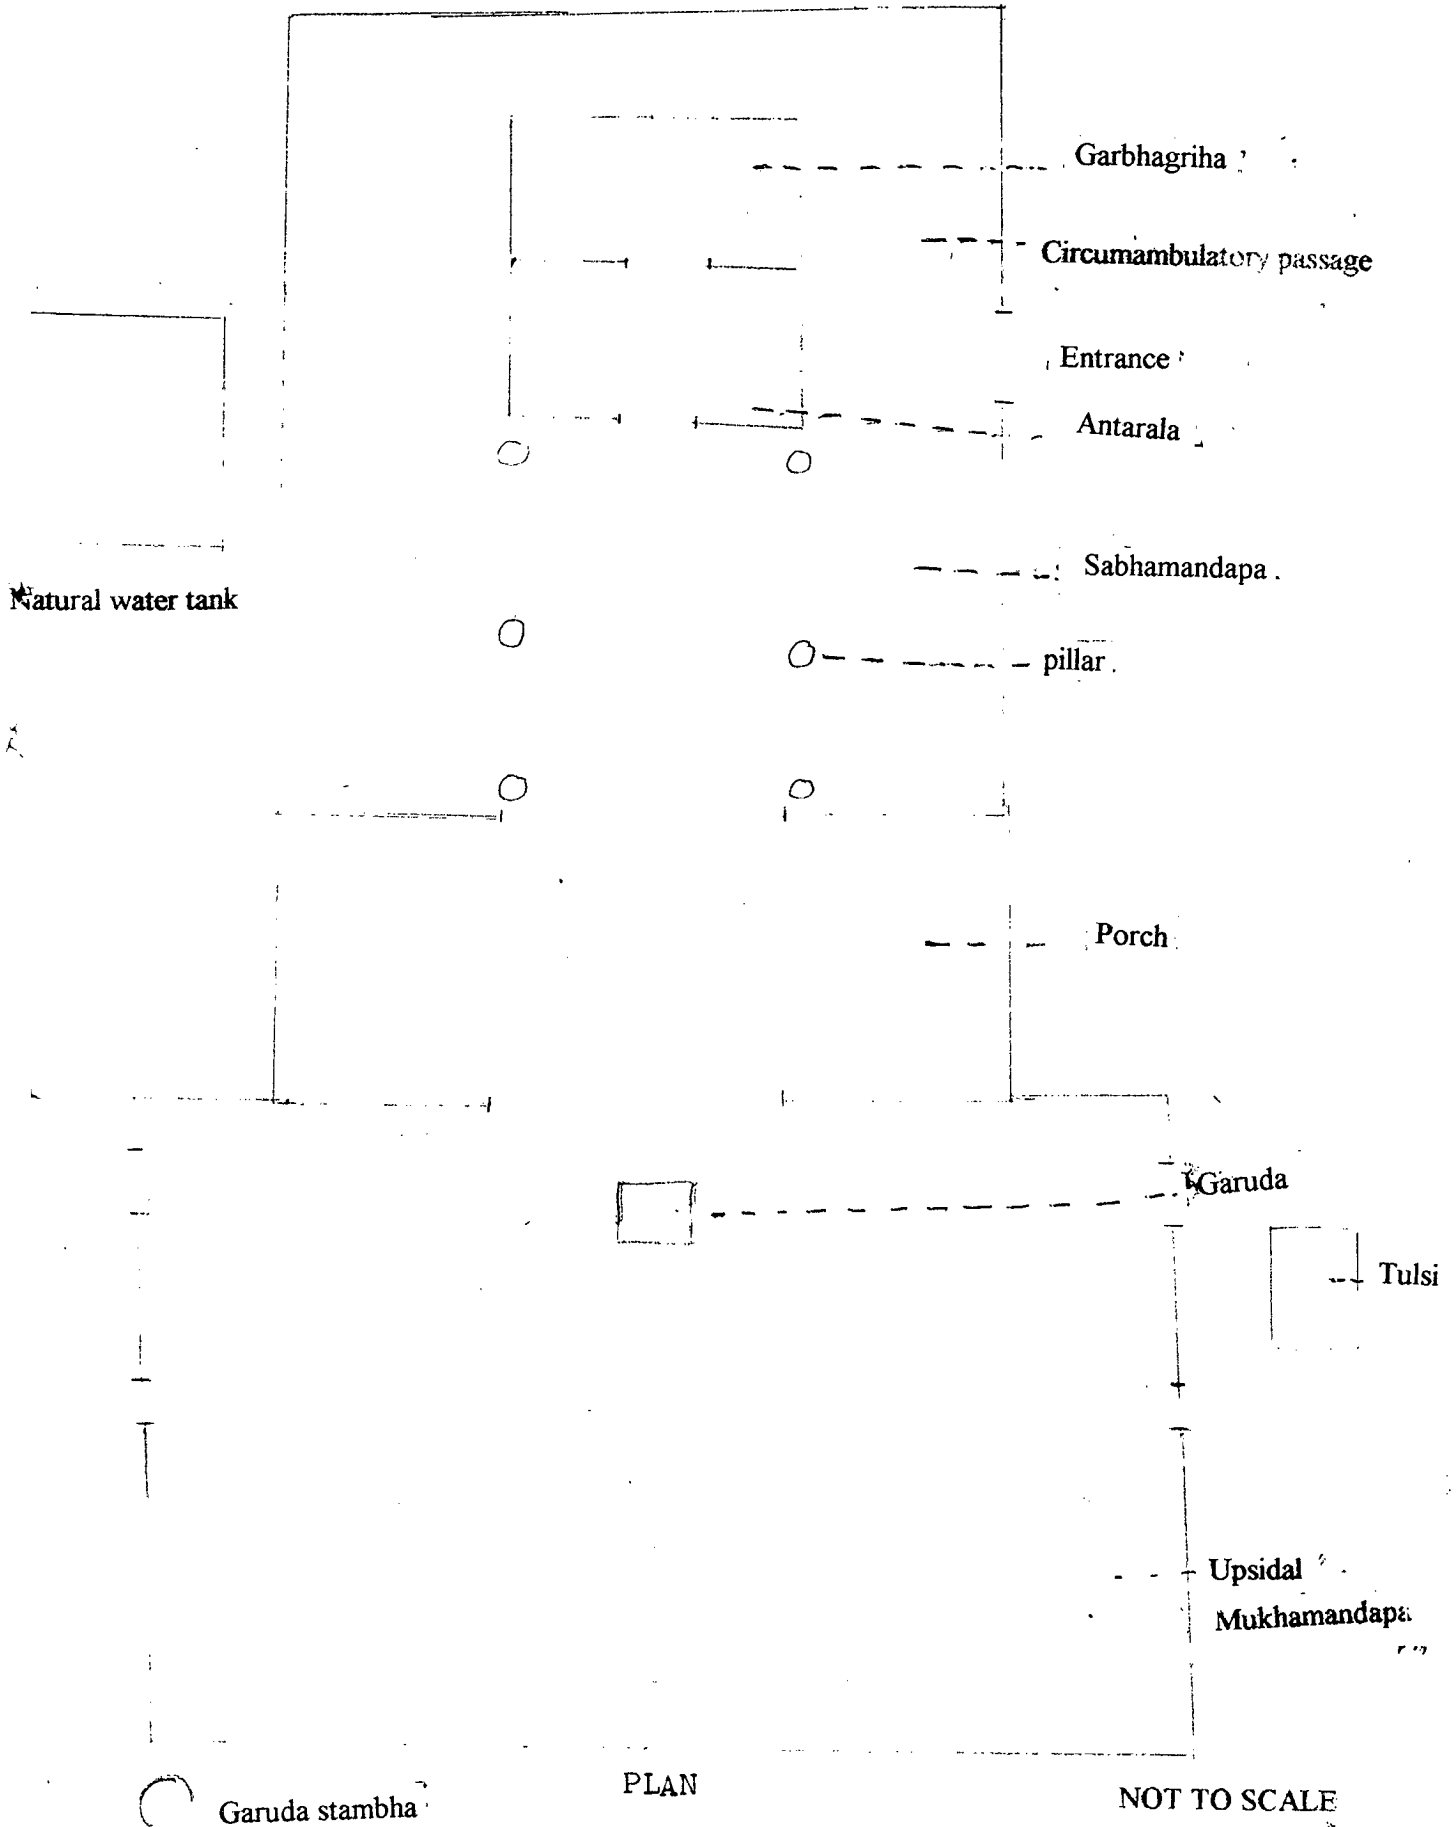 Garbhagriha
Circumambulatory passage
Entrance
Antarala
Sabhamandapa
Natural water tank
pillar
Porch
Garuda
Tulsi
Upsidal
Mukhamandapa
PLAN
NOT TO SCALE
Garuda stambha